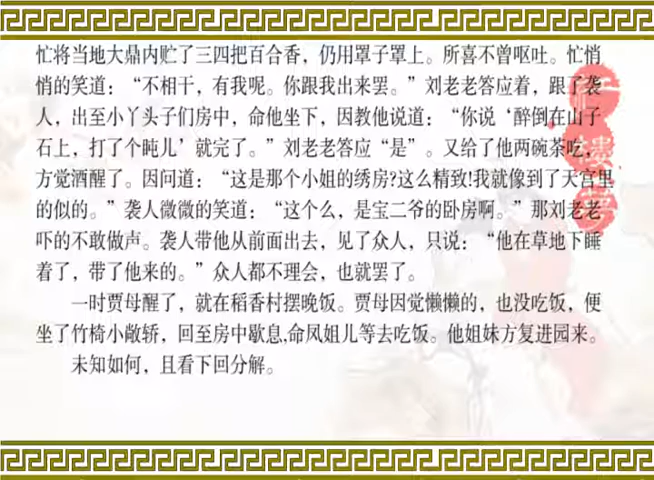 忙将当地大鼎内贮了三四把百合香，仍用罩子罩上。所喜不曾呕吐。忙悄
悄的笑道：“不相干，有我呢。你跟我出来罢。”刘老老答应着，跟了袭
人，出至小丫头子们房中，命他坐下，因教他说道：“你说‘醉倒在山子
石上，打了个盹儿’就完了。”刘老老答应“是”。又给了他两碗茶吃，
方觉酒醒了。因问道：“这是那个小姐的绣房?这么精致!我就像到了天宫里
的似的。”袭人微微的笑道：“这个么，是宝二爷的卧房啊。”那刘老老
吓的不敢做声。袭人带他从前面出去，见了众人，只说：“他在草地下睡
着了，带了他来的。”众人都不理会，也就罢了。
一时贾母醒了，就在稻香村摆晚饭。贾母因觉懒懒的，也没吃饭，便
坐了竹椅小敞轿，回至房中歇息,命凤姐儿等去吃饭。他姐妹方复进园来。
未知如何，且看下回分解。
红楼梦